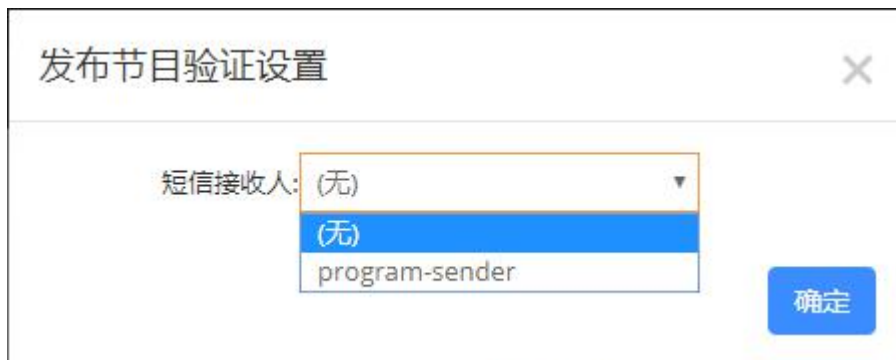 发布节目验证设置
短信接收人: (无)
(无)
program-sender
确定